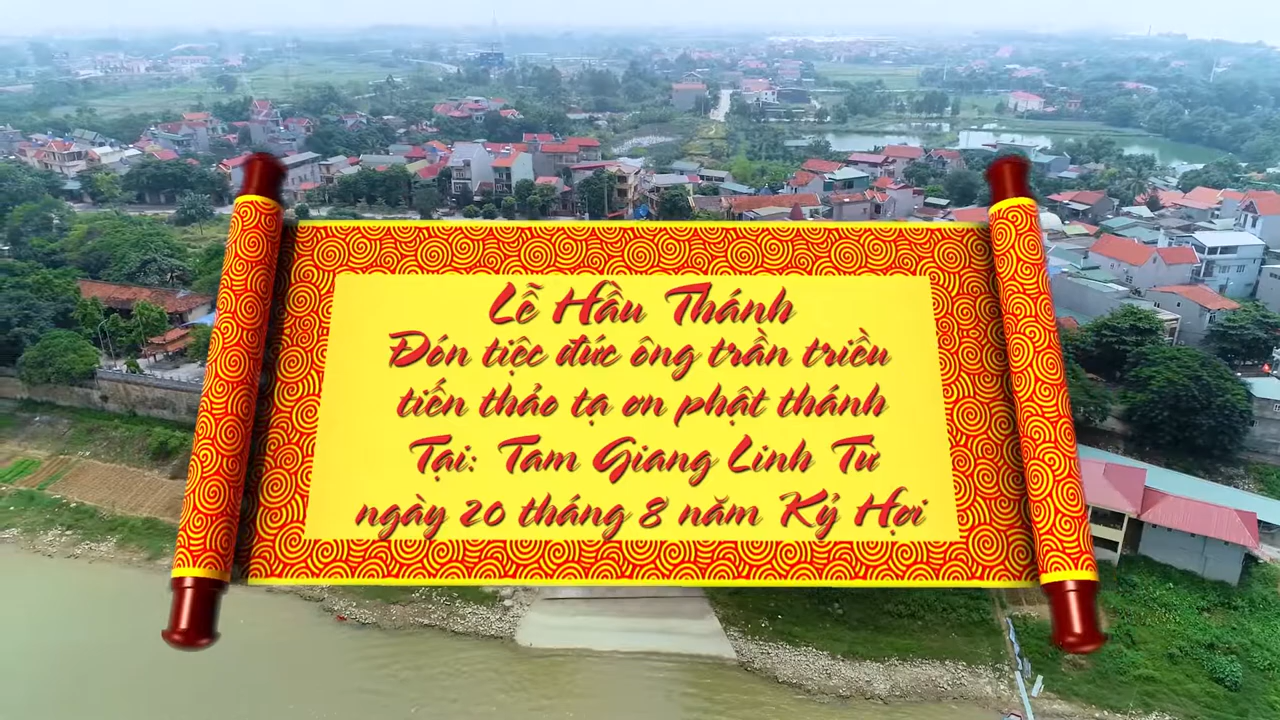 Lễ Hầu Thánh
Đón tiệc đức ông trần triều
tiến thảo tạ ơn phật thánh
Tại: Tam Giang Linh Từ
ngày 20 tháng 8 năm Kỷ Hợi